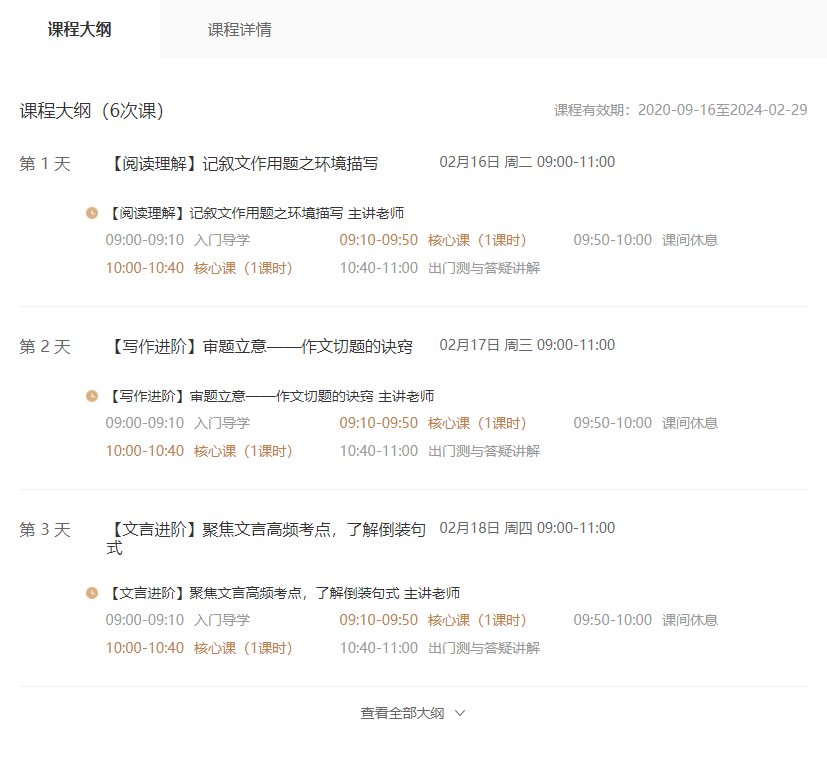 课程大纲 课程详情
课程大纲（6次课） 课程有效期：2020-09-16至2024-02-29
第 1 天 【阅读理解】记叙文作用题之环境描写 02月16日 周二 09:00-11:00
【阅读理解】记叙文作用题之环境描写 主讲老师
09:00-09:10 入门导学 09:10-09:50 核心课（1课时） 09:50-10:00 课间休息
10:00-10:40 核心课（1课时） 10:40-11:00 出门测与答疑讲解
第 2 天 【写作进阶】审题立意——作文切题的诀窍 02月17日 周三 09:00-11:00
【写作进阶】审题立意——作文切题的诀窍 主讲老师
09:00-09:10 入门导学 09:10-09:50 核心课（1课时） 09:50-10:00 课间休息
10:00-10:40 核心课（1课时） 10:40-11:00 出门测与答疑讲解
第 3 天 【文言进阶】聚焦文言高频考点，了解倒装句 02月18日 周四 09:00-11:00
式
【文言进阶】聚焦文言高频考点，了解倒装句式 主讲老师
09:00-09:10 入门导学 09:10-09:50 核心课（1课时） 09:50-10:00 课间休息
10:00-10:40 核心课（1课时） 10:40-11:00 出门测与答疑讲解
查看全部大纲